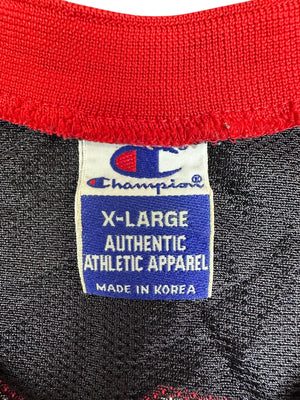 Champion®
X-LARGE
AUTHENTIC
ATHLETIC APPAREL
MADE IN KOREA